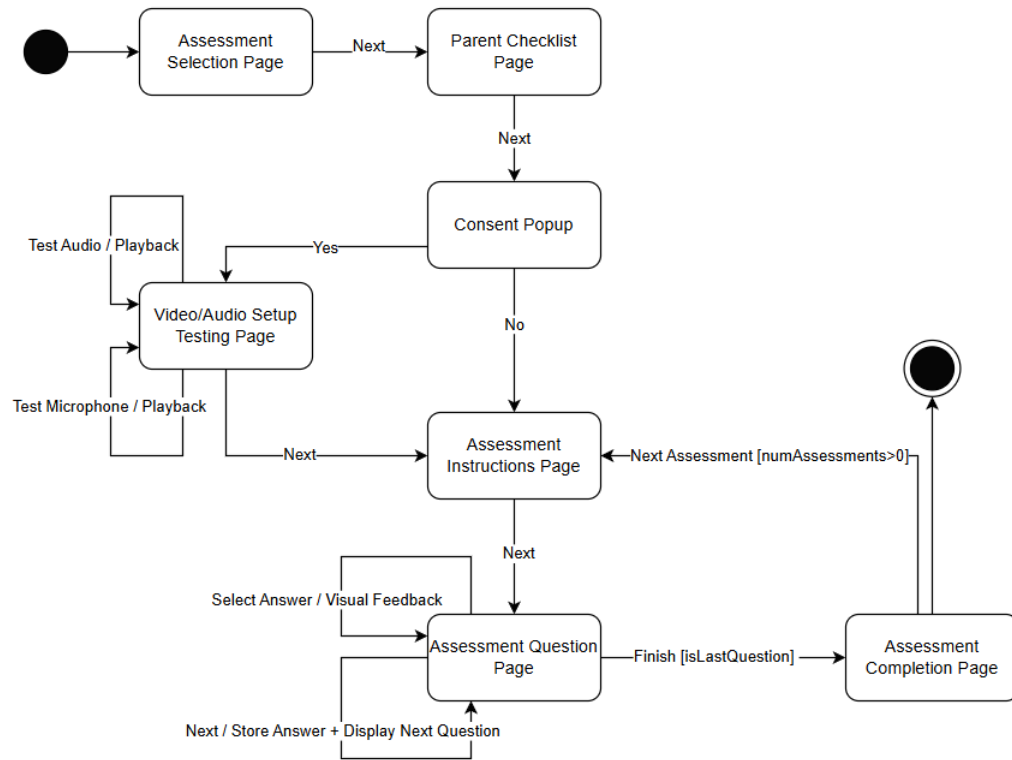 Assessment
Selection Page
Next
Parent Checklist
Page
Next
Consent Popup
Yes
Test Audio / Playback
Video/Audio Setup
Testing Page
No
Test Microphone / Playback
Next
Assessment
Instructions Page
Next Assessment [numAssessments>0]
Next
Select Answer / Visual Feedback
Assessment Question
Page
Finish [isLastQuestion]
Assessment
Completion Page
Next / Store Answer + Display Next Question